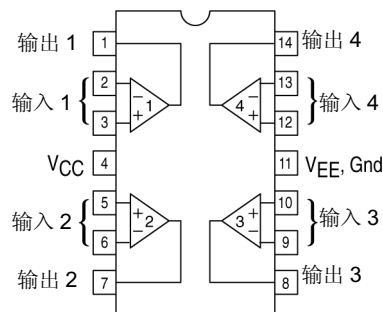 输出 1 1 14 输出 4
2 13
输入 1 − + 1 4 − + 输入 4
3 12
VCC 4 11 VEE, Gnd
5 10
输入 2 + − 2 3 + − 输入 3
6 9
输出 2 7 8 输出 3